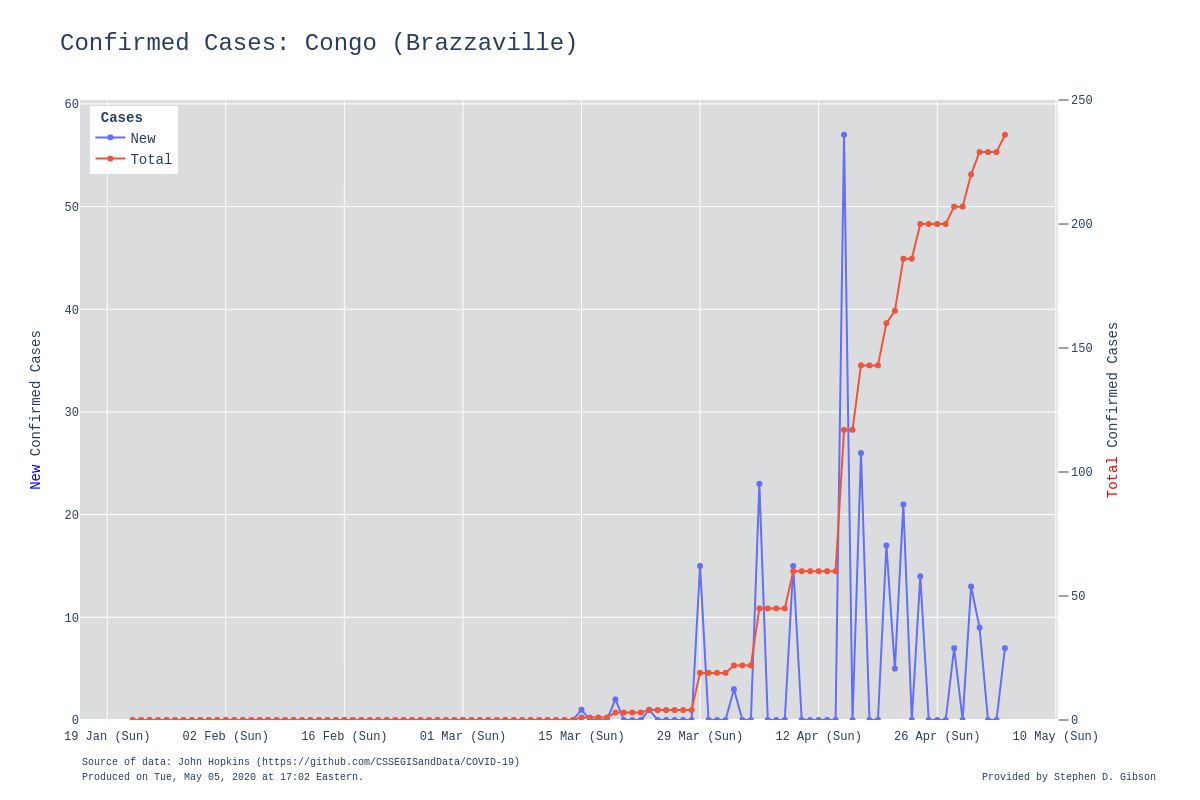 Confirmed Cases: Congo (Brazzaville)
Cases
New
Total
60
50
40
30
20
10
0
250
200
150
100
50
0
New Confirmed Cases
Total Confirmed Cases
19 Jan (Sun) 02 Feb (Sun) 16 Feb (Sun) 01 Mar (Sun) 15 Mar (Sun) 29 Mar (Sun) 12 Apr (Sun) 26 Apr (Sun) 10 May (Sun)
Source of data: John Hopkins (https://github.com/CSSEGISandData/COVID-19)
Produced on Tue, May 05, 2020 at 17:02 Eastern.
Provided by Stephen D. Gibson